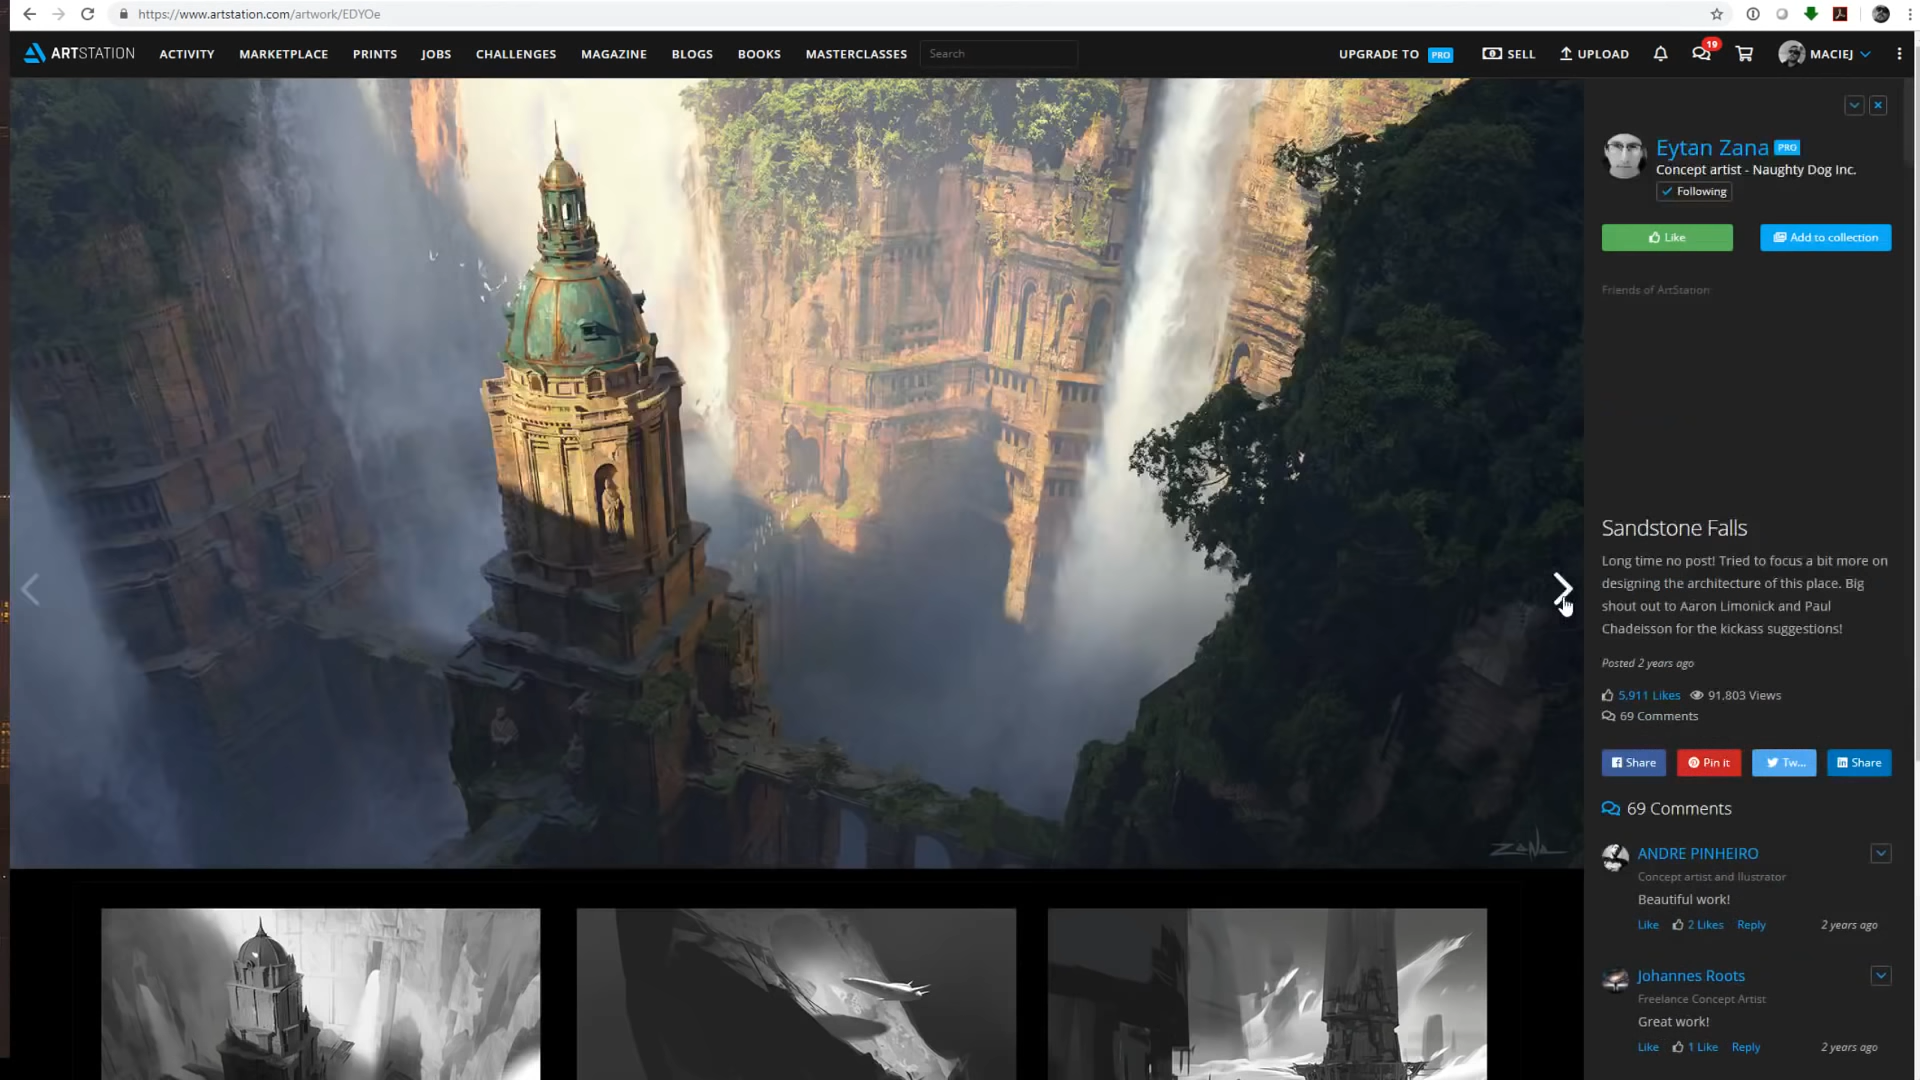 https://www.artstation.com/artwork/EDYOe
ARTSTATION ACTIVITY MARKETPLACE PRINTS JOBS CHALLENGES MAGAZINE BLOGS BOOKS MASTERCLASSES Search UPGRADE TO PRO SELL UPLOAD 19 MACIEJ
Eytan Zana PRO
Concept artist - Naughty Dog Inc.
Following
Like Add to collection
Friends of ArtStation
Sandstone Falls
Long time no post! Tried to focus a bit more on
designing the architecture of this place. Big
shout out to Aaron Limonick and Paul
Chadeisson for the kickass suggestions!
Posted 2 years ago
5,911 Likes 91,803 Views
69 Comments
Share Pin it Tw... Share
69 Comments
ANDRE PINHEIRO
Concept artist and Ilustrator
Beautiful work!
Like 2 Likes Reply 2 years ago
Johannes Roots
Freelance Concept Artist
Great work!
Like 1 Like Reply 2 years ago
ZANA